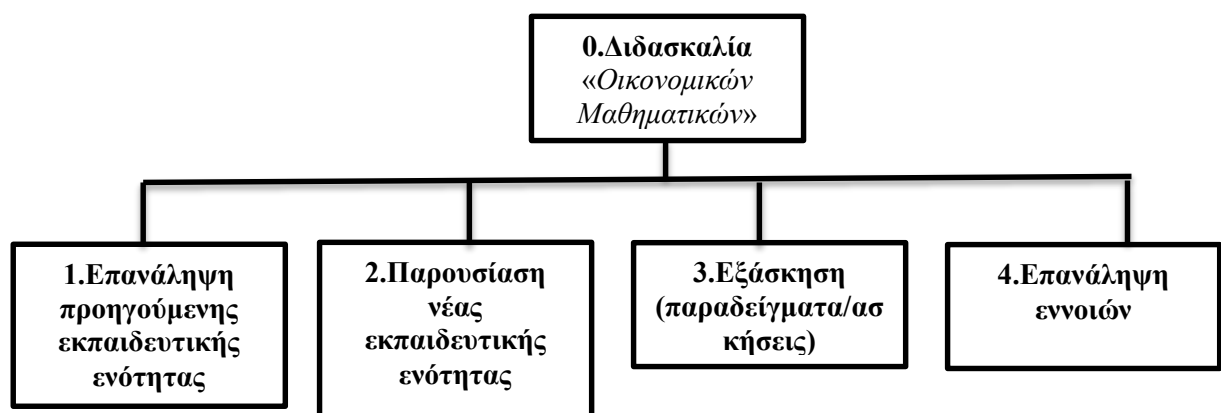 0.Διδασκαλία
«Οικονομικών
Μαθηματικών»
1.Επανάληψη
προηγούμενης
εκπαιδευτικής
ενότητας
2.Παρουσίαση
νέας
εκπαιδευτικής
ενότητας
3.Εξάσκηση
(παραδείγματα/ασ
κήσεις)
4.Επανάληψη
εννοιών